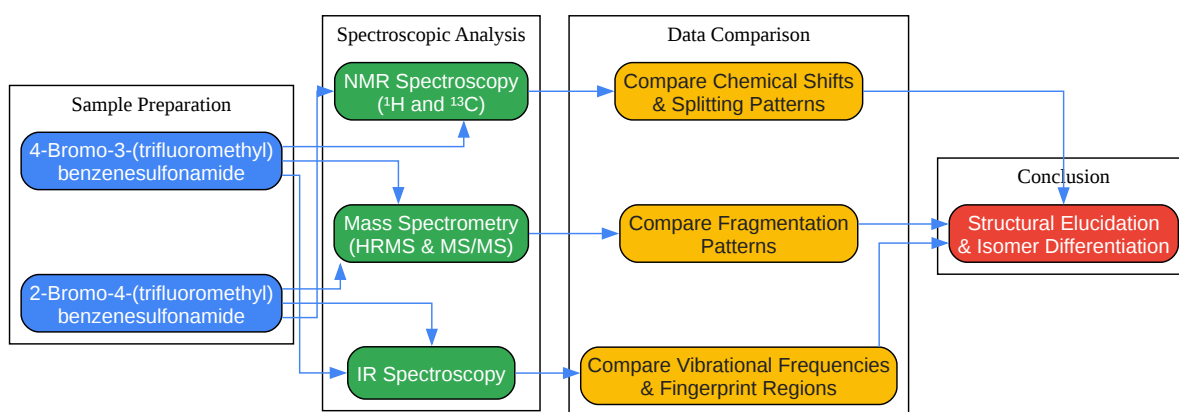 Sample Preparation
4-Bromo-3-(trifluoromethyl)
benzenesulfonamide
2-Bromo-4-(trifluoromethyl)
benzenesulfonamide
Spectroscopic Analysis
NMR Spectroscopy
(¹H and ¹³C)
Mass Spectrometry
(HRMS & MS/MS)
IR Spectroscopy
Data Comparison
Compare Chemical Shifts
& Splitting Patterns
Compare Fragmentation
Patterns
Compare Vibrational Frequencies
& Fingerprint Regions
Conclusion
Structural Elucidation
& Isomer Differentiation